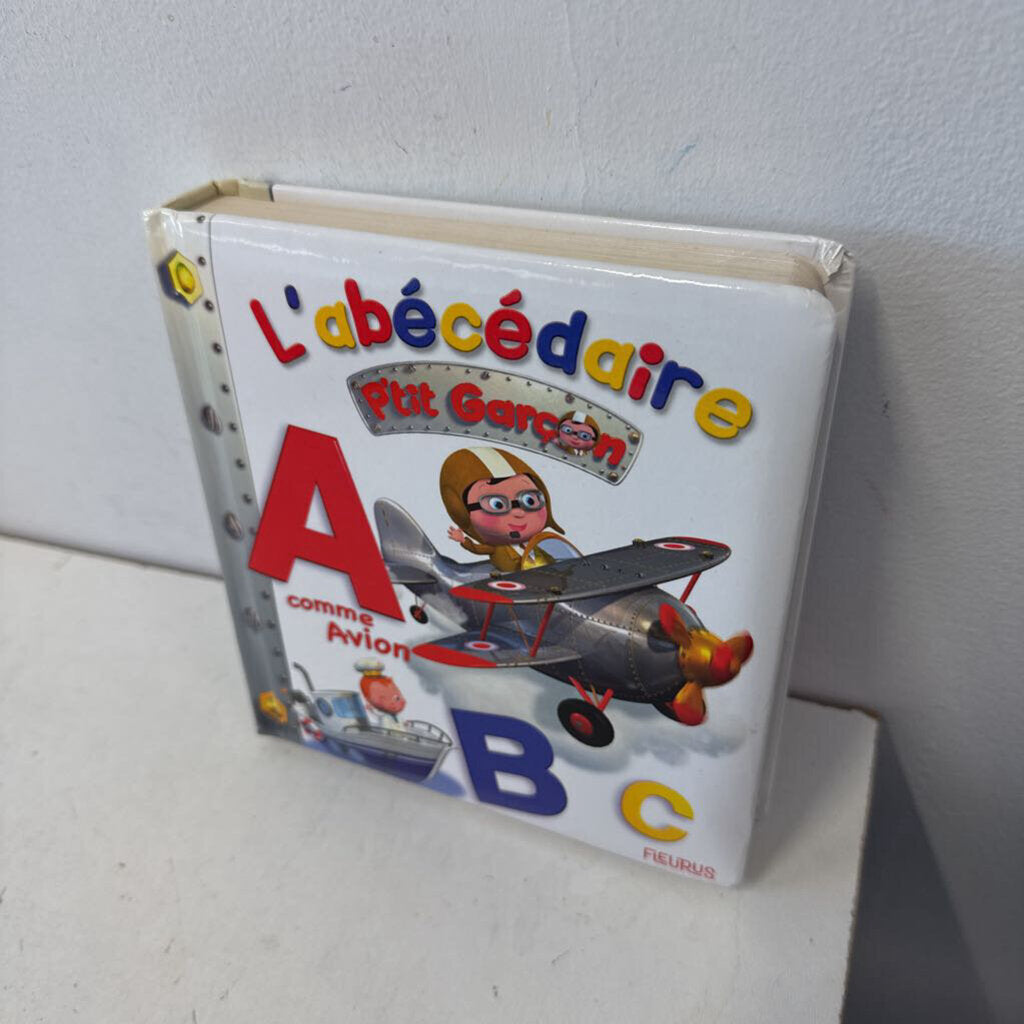 L'abécédaire
P'tit Garçon
A
comme
Avion
B
C
FLEURUS